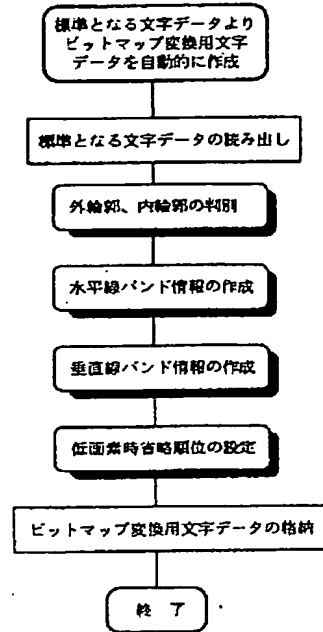 標準となる文字データより
ビットマップ変換用文字
データを自動的に作成
標準となる文字データの読み出し
外輪郭、内輪郭の判別
水平線バンド情報の作成
垂直線バンド情報の作成
低画素時省略順位の設定
ビットマップ変換用文字データの格納
終 了